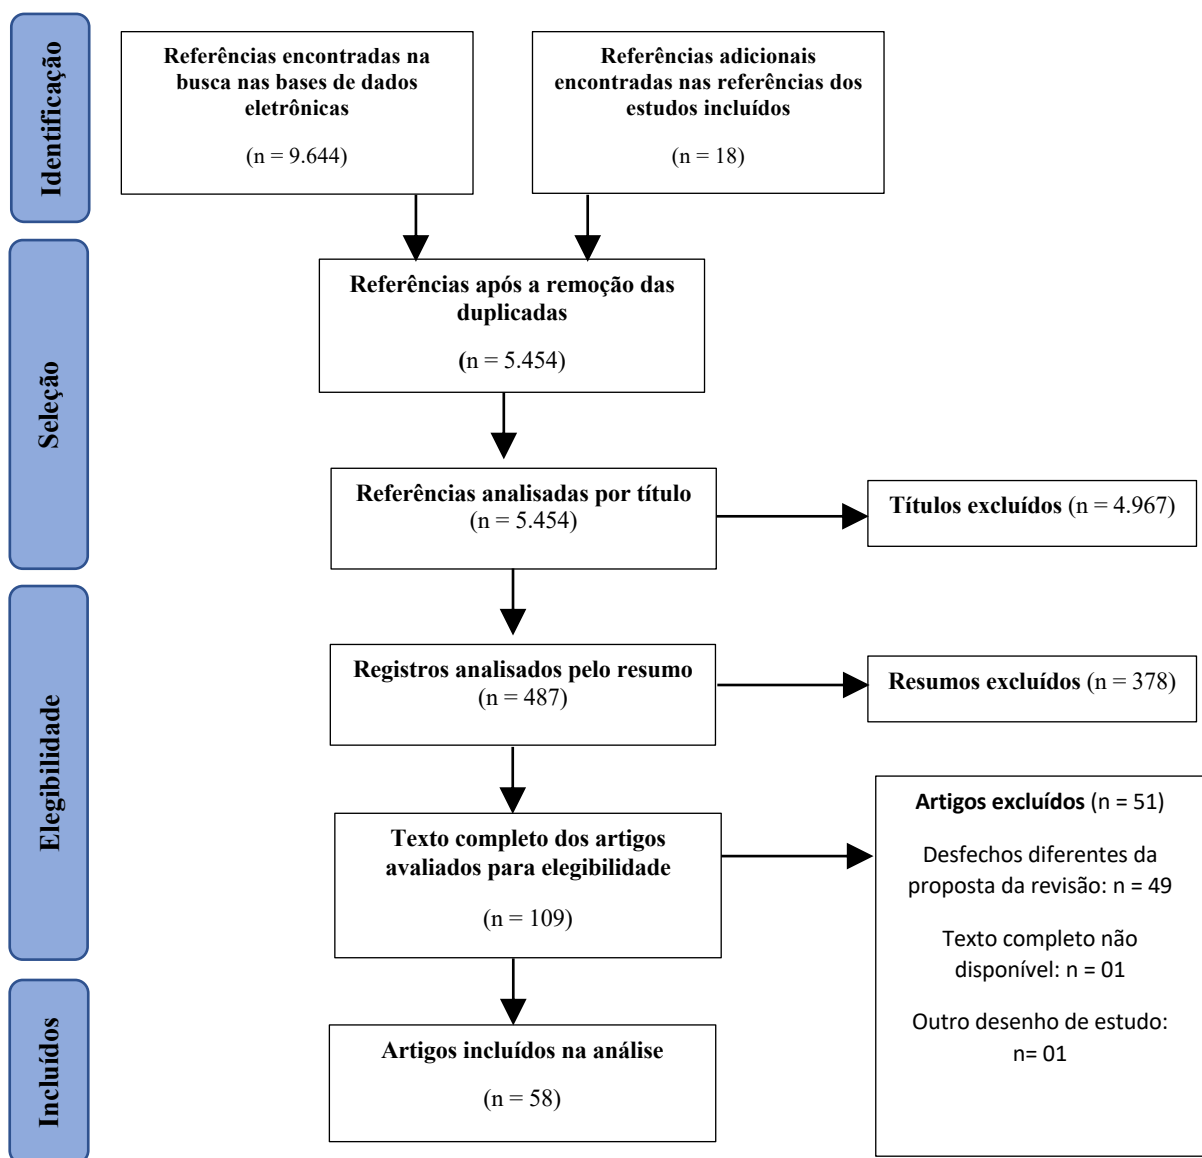 Identificação
Referências encontradas na
busca nas bases de dados
eletrônicas
(n = 9.644)
Referências adicionais
encontradas nas referências dos
estudos incluídos
(n = 18)
Seleção
Referências após a remoção das
duplicadas
(n = 5.454)
Referências analisadas por título
(n = 5.454)
Títulos excluídos (n = 4.967)
Elegibilidade
Registros analisados pelo resumo
(n = 487)
Resumos excluídos (n = 378)
Texto completo dos artigos
avaliados para elegibilidade
(n = 109)
Artigos excluídos (n = 51)
Desfechos diferentes da
proposta da revisão: n = 49
Texto completo não
disponível: n = 01
Outro desenho de estudo:
n= 01
Incluídos
Artigos incluídos na análise
(n = 58)